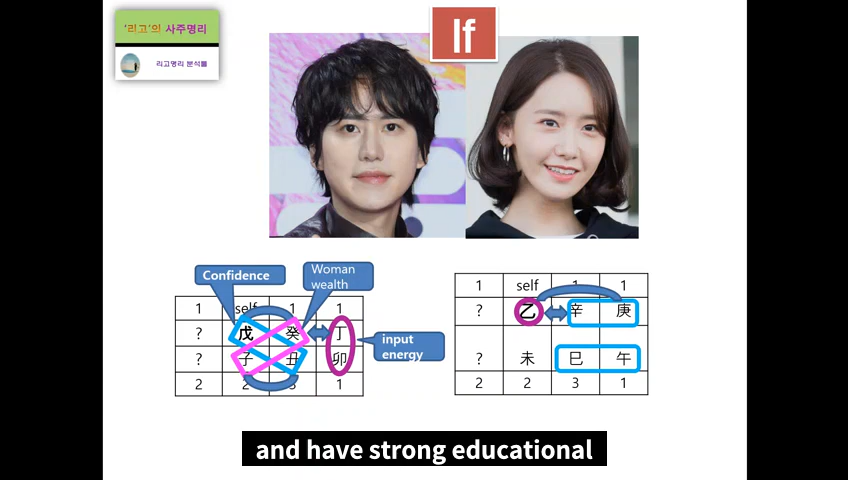 '리고'의 사주명리
리고명리 분석툴
If
Confidence
Woman
wealth
input
energy
1 self 1 1
? 戊 癸 丁
? 子 丑 卯
2 2 3 1
1 self 1 1
? 乙 辛 庚
? 未 巳 午
2 2 3 1
and have strong educational